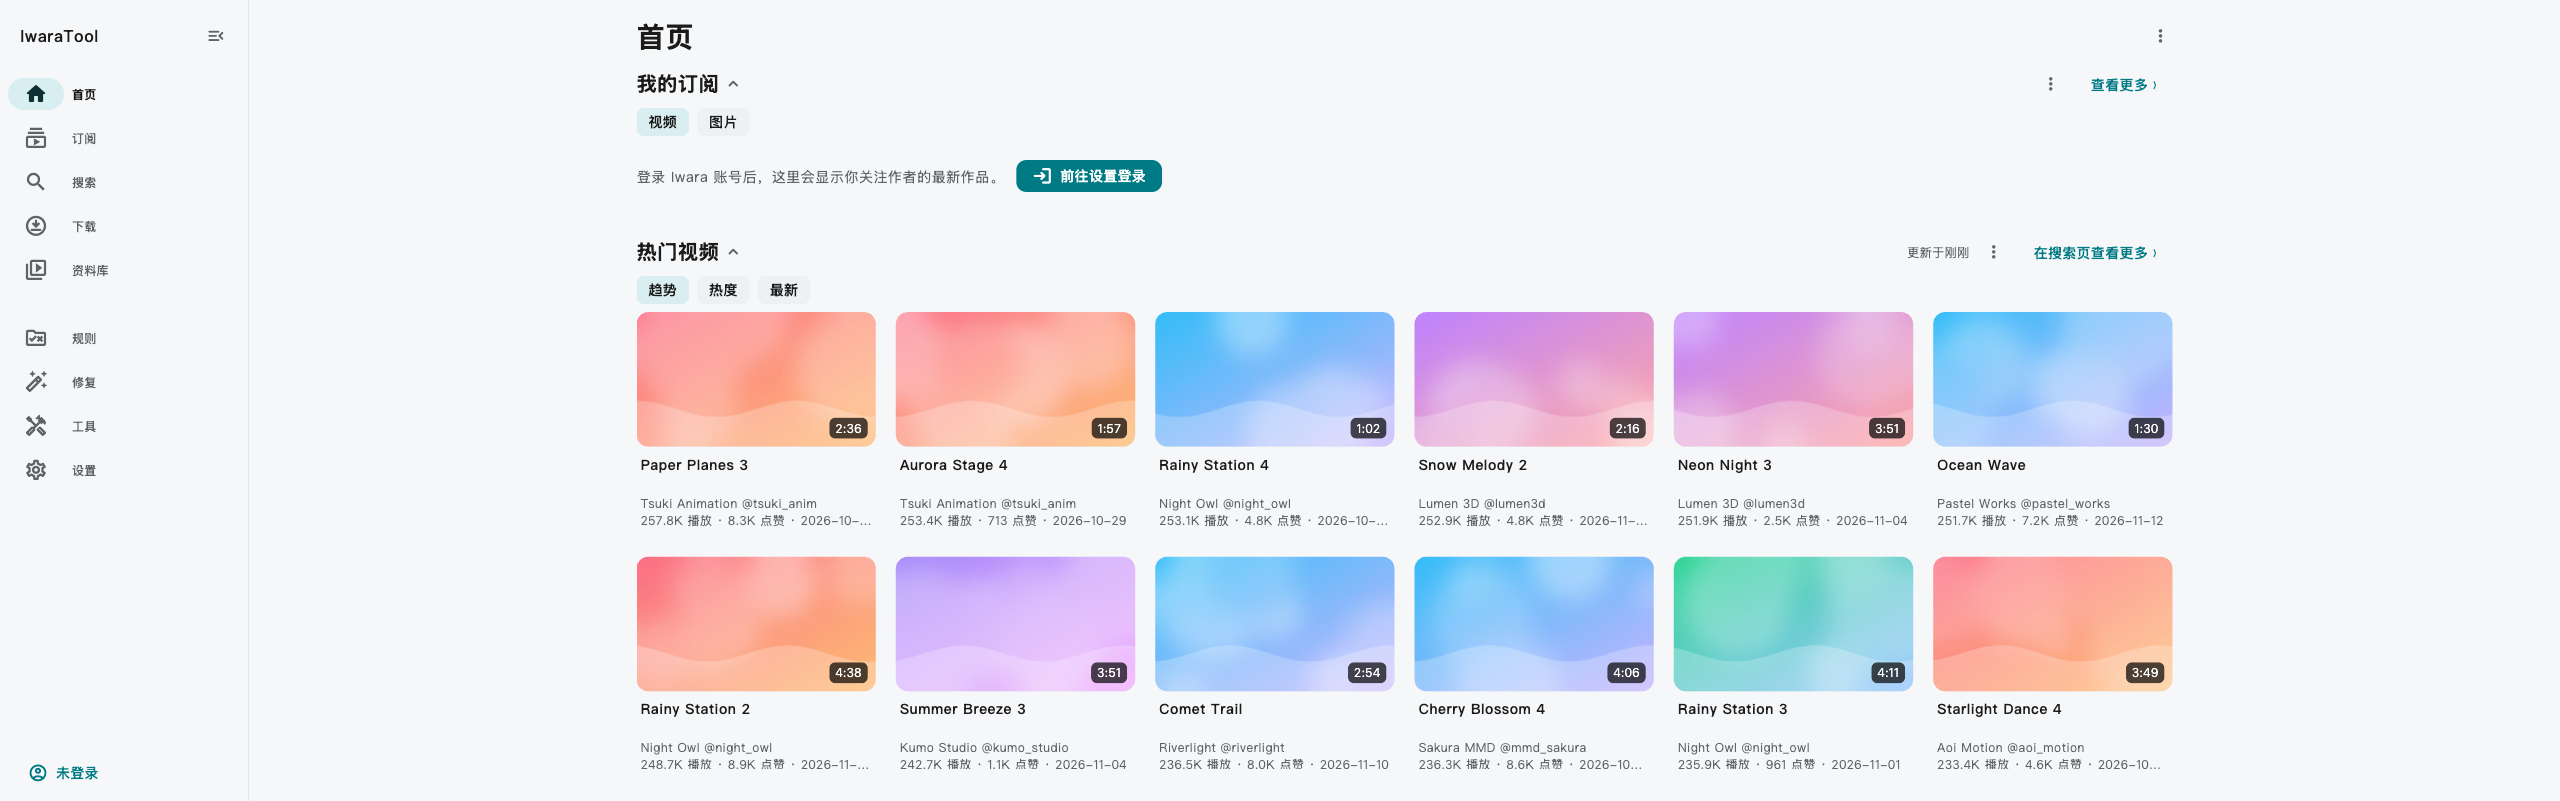 IwaraTool
首页
订阅
搜索
下载
资料库
规则
修复
工具
设置
未登录
首页
我的订阅
查看更多 ›
视频 图片
登录 Iwara 账号后，这里会显示你关注作者的最新作品。 前往设置登录
热门视频
更新于刚刚 在搜索页查看更多 ›
趋势 热度 最新
2:36 1:57 1:02 2:16 3:51 1:30
Paper Planes 3 Aurora Stage 4 Rainy Station 4 Snow Melody 2 Neon Night 3 Ocean Wave
Tsuki Animation @tsuki_anim Tsuki Animation @tsuki_anim Night Owl @night_owl Lumen 3D @lumen3d Lumen 3D @lumen3d Pastel Works @pastel_works
257.8K 播放 · 8.3K 点赞 · 2026-10-... 253.4K 播放 · 713 点赞 · 2026-10-29 253.1K 播放 · 4.8K 点赞 · 2026-10-... 252.9K 播放 · 4.8K 点赞 · 2026-11-... 251.9K 播放 · 2.5K 点赞 · 2026-11-04 251.7K 播放 · 7.2K 点赞 · 2026-11-12
4:38 3:51 2:54 4:06 4:11 3:49
Rainy Station 2 Summer Breeze 3 Comet Trail Cherry Blossom 4 Rainy Station 3 Starlight Dance 4
Night Owl @night_owl Kumo Studio @kumo_studio Riverlight @riverlight Sakura MMD @mmd_sakura Night Owl @night_owl Aoi Motion @aoi_motion
248.7K 播放 · 8.9K 点赞 · 2026-11-... 242.7K 播放 · 1.1K 点赞 · 2026-11-04 236.5K 播放 · 8.0K 点赞 · 2026-11-10 236.3K 播放 · 8.6K 点赞 · 2026-10... 235.9K 播放 · 961 点赞 · 2026-11-01 233.4K 播放 · 4.6K 点赞 · 2026-10...